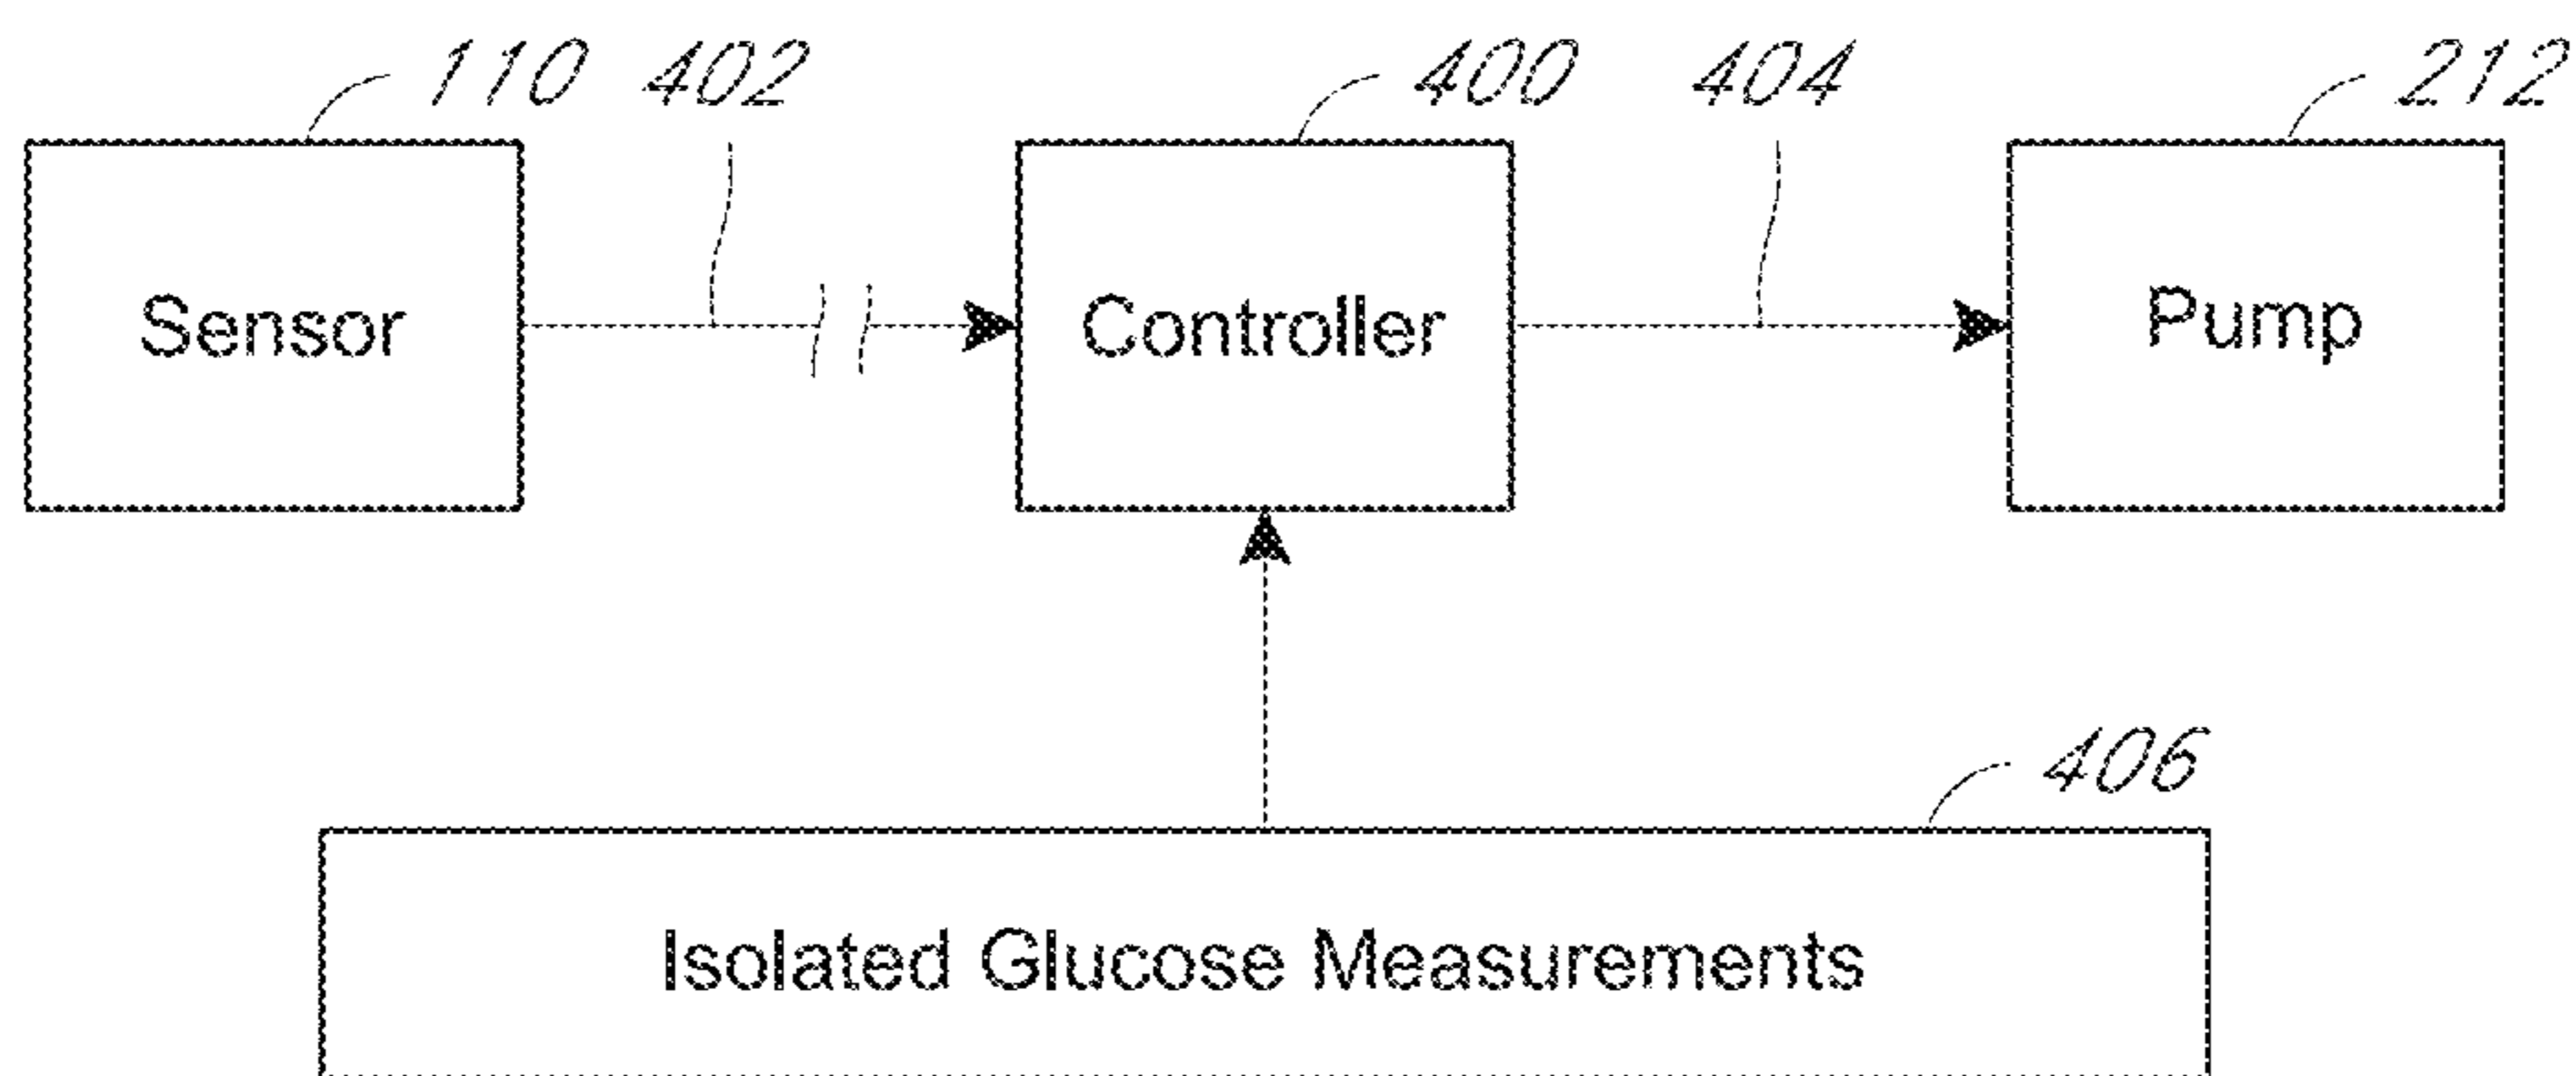 110 402 400 404 212
Sensor Controller Pump
406
Isolated Glucose Measurements